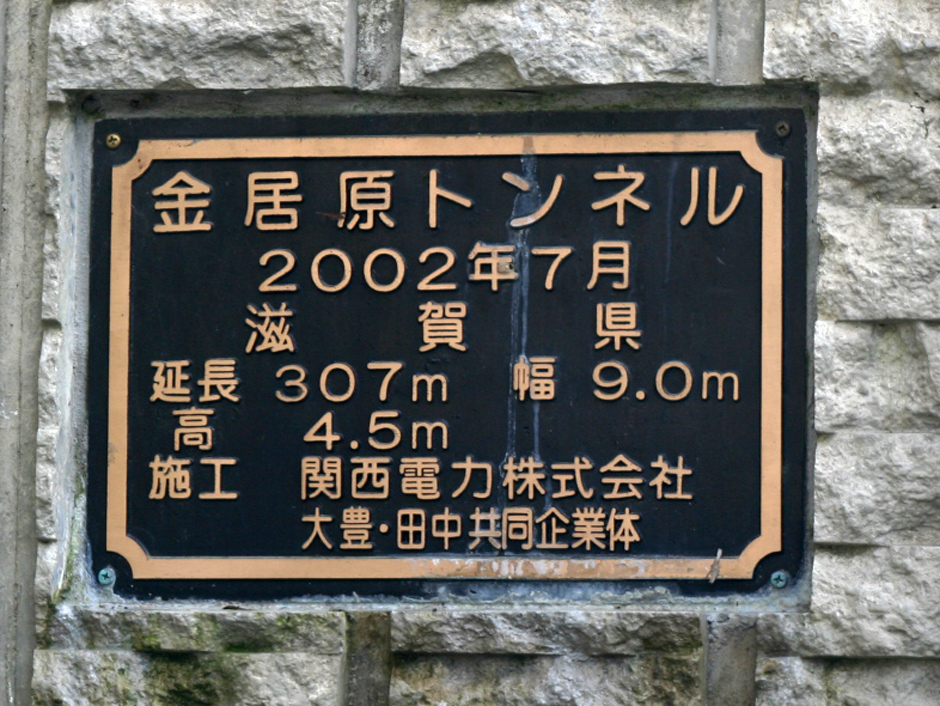 金居原トンネル
2002年7月
滋賀県
延長 307m 幅 9.0m
高 4.5m
施工 関西電力株式会社
大豊・田中共同企業体